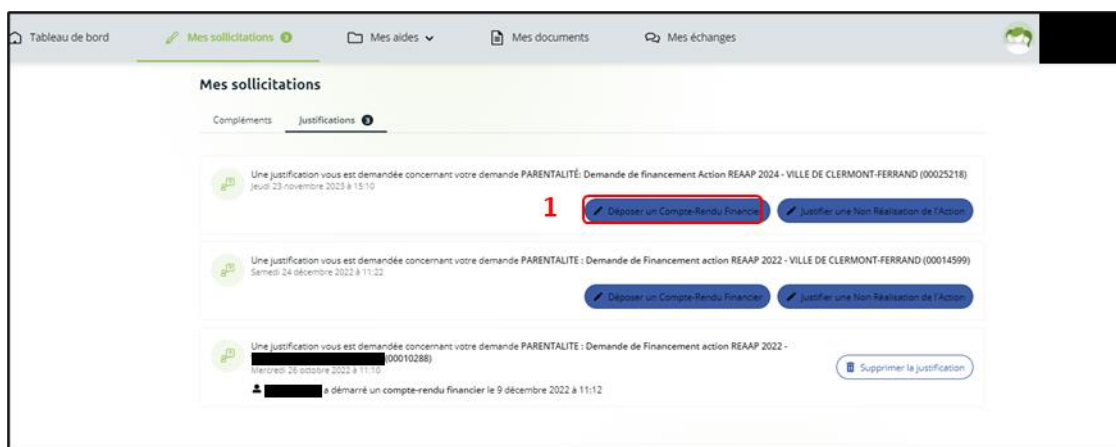 Tableau de bord Mes sollicitations 3 Mes aides Mes documents Mes échanges
Mes sollicitations
Compléments Justifications 3
Une justification vous est demandée concernant votre demande PARENTALITÉ: Demande de financement Action REAAP 2024 - VILLE DE CLERMONT-FERRAND (00025218)
Jeudi 23 novembre 2023 à 15:10
1 Déposer un Compte-Rendu Financier Justifier une Non Réalisation de l'Action
Une justification vous est demandée concernant votre demande PARENTALITE : Demande de Financement action REAAP 2022 - VILLE DE CLERMONT-FERRAND (00014599)
Samedi 24 décembre 2022 à 11:22
Déposer un Compte-Rendu Financier Justifier une Non Réalisation de l'Action
Une justification vous est demandée concernant votre demande PARENTALITE : Demande de Financement action REAAP 2022 -
(00010288)
Mercredi 26 octobre 2022 à 11:10
Supprimer la justification
a démarré un compte-rendu financier le 9 décembre 2022 à 11:12